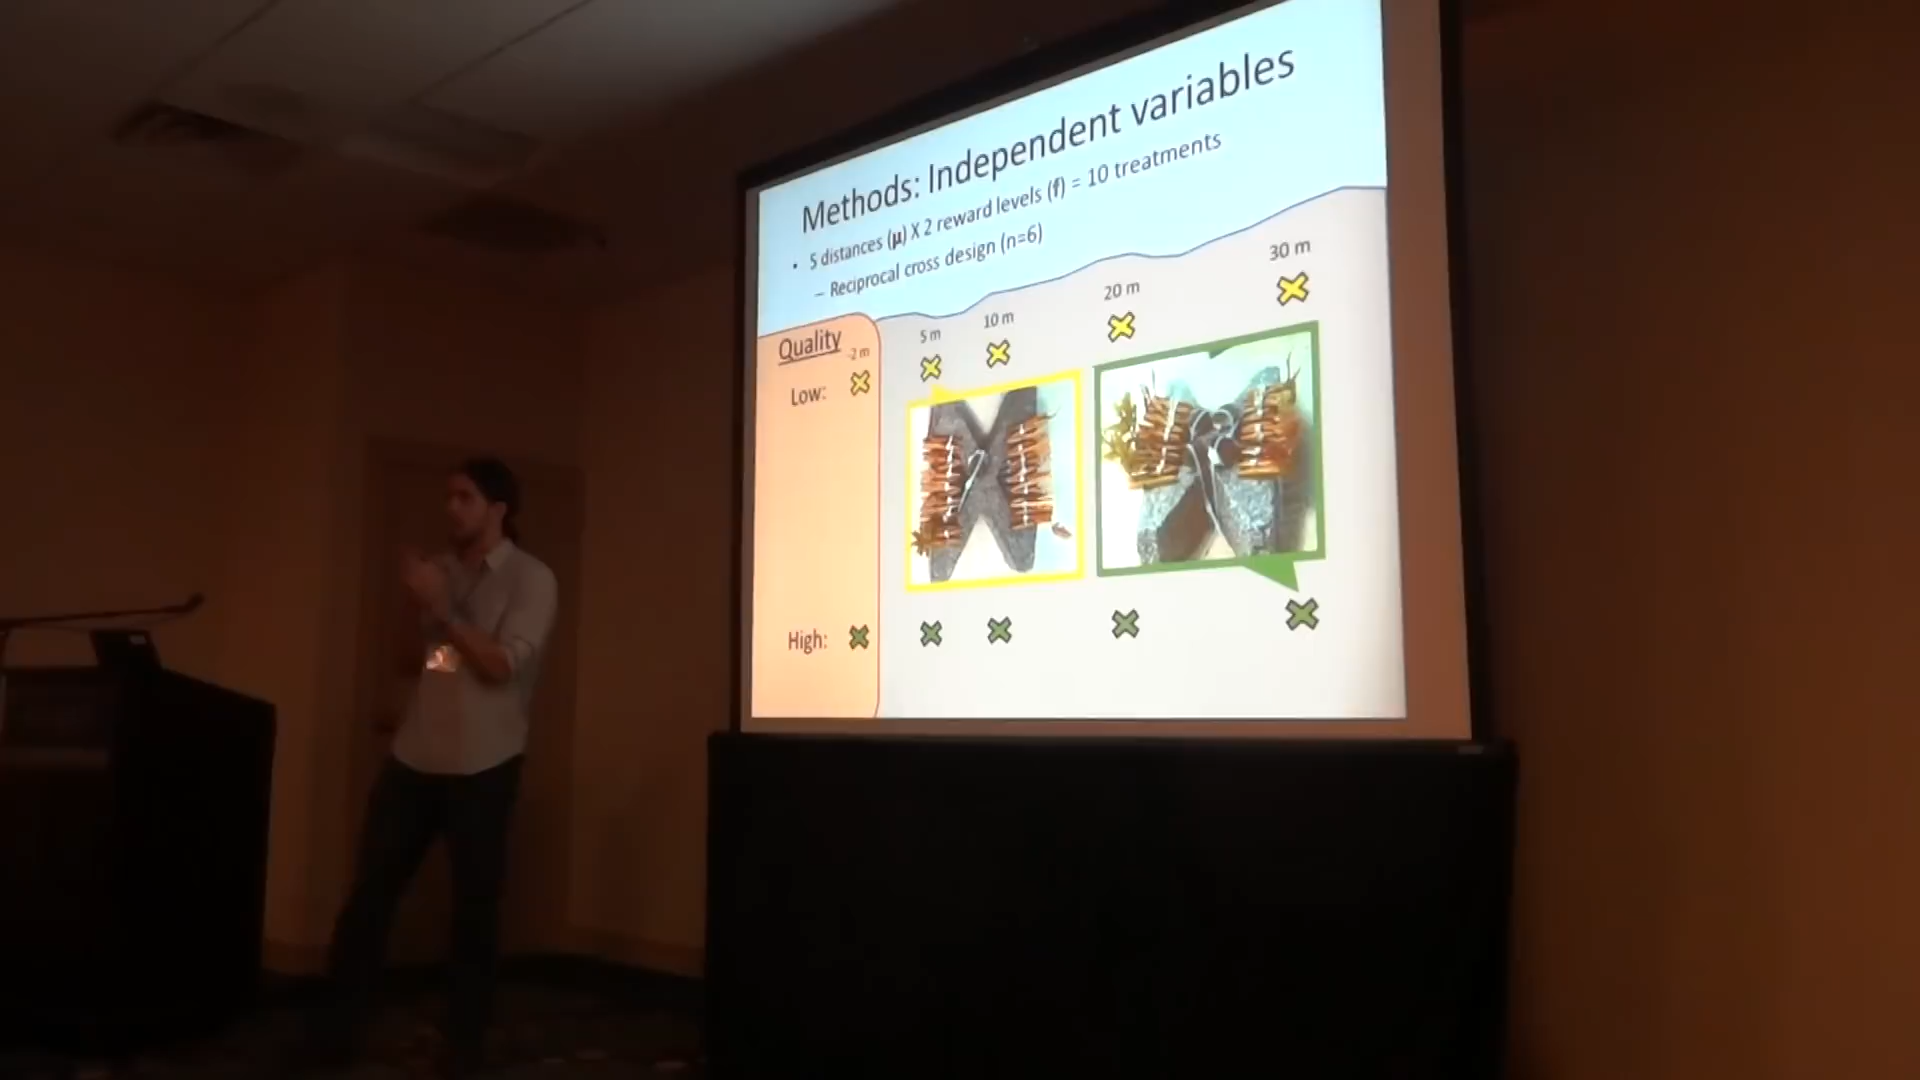 Methods: Independent variables
• 5 distances (μ) X 2 reward levels (f) = 10 treatments
– Reciprocal cross design (n=6)
Quality
-2 m
5 m
10 m
20 m
30 m
Low:
High: